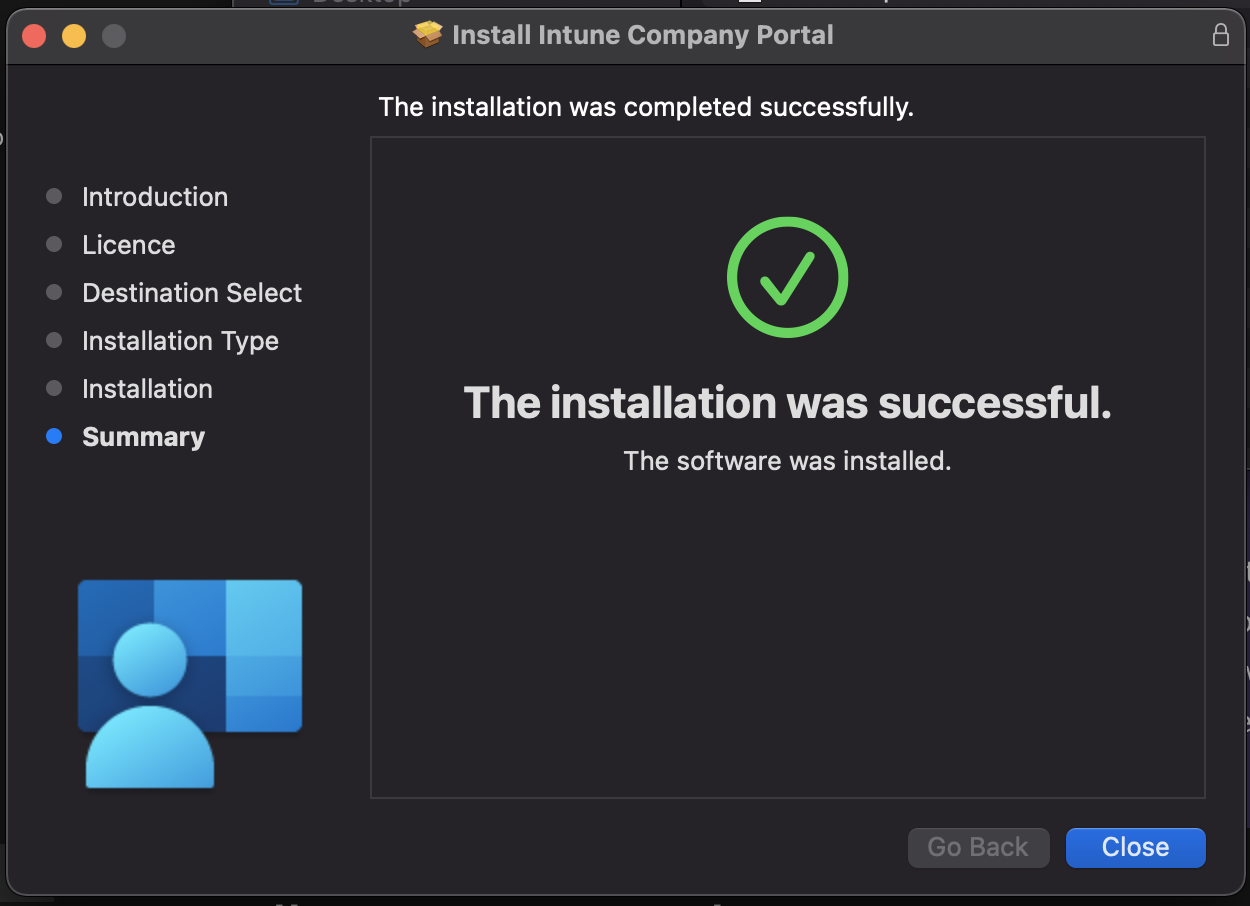 Install Intune Company Portal
The installation was completed successfully.
Introduction
Licence
Destination Select
Installation Type
Installation
Summary
The installation was successful.
The software was installed.
Go Back
Close